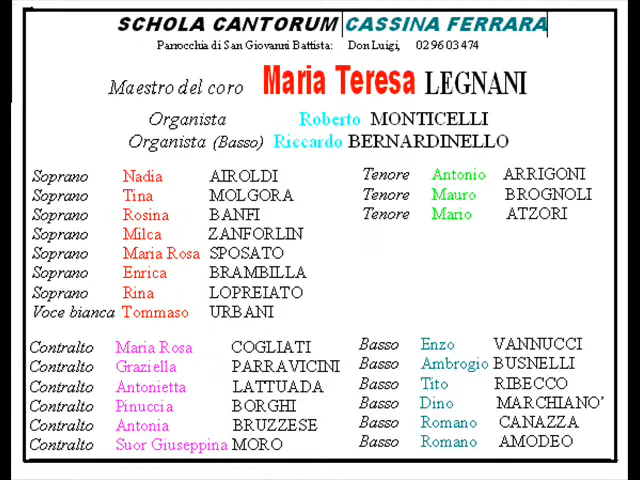 SCHOLA CANTORUM CASSINA FERRARA
Parrocchia di San Giovanni Battista: Don Luigi, 029603474
Maestro del coro Maria Teresa LEGNANI
Organista Roberto MONTICELLI
Organista (Basso) Riccardo BERNARDINELLO
Soprano Nadia AIROLDI Tenore Antonio ARRIGONI
Soprano Tina MOLGORA Tenore Mauro BROGNOLI
Soprano Rosina BANFI Tenore Mario ATZORI
Soprano Milca ZANFORLIN
Soprano Maria Rosa SPOSATO
Soprano Enrica BRAMBILLA
Soprano Rina LOPREIATO
Voce bianca Tommaso URBANI
Contralto Maria Rosa COGLIATI Basso Enzo VANNUCCI
Contralto Graziella PARRAVICINI Basso Ambrogio BUSNELLI
Contralto Antonietta LATTUADA Basso Tito RIBECCO
Contralto Pinuccia BORGHI Basso Dino MARCHIANO'
Contralto Antonia BRUZZESE Basso Romano CANAZZA
Contralto Suor Giuseppina MORO Basso Romano AMODEO